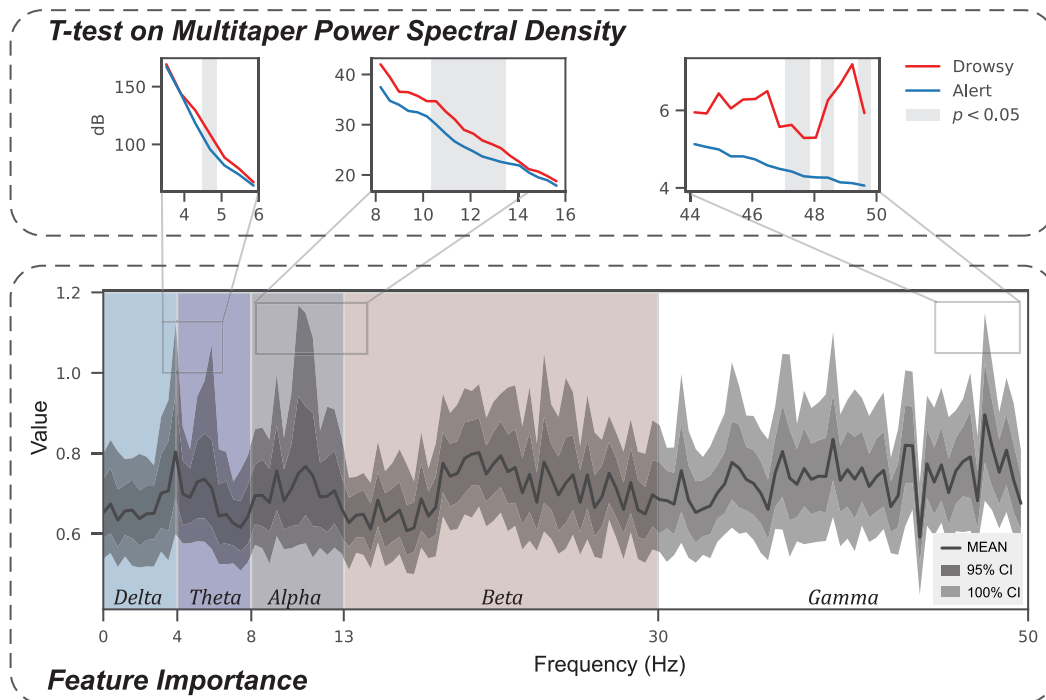 T-test on Multitaper Power Spectral Density
dB
150
100
4
5
6
40
30
20
8
10
12
14
16
6
4
44
46
48
50
Drowsy
Alert
p < 0.05
Value
1.2
1.0
0.8
0.6
Delta
Theta
Alpha
Beta
Gamma
MEAN
95% CI
100% CI
0
4
8
13
30
50
Frequency (Hz)
Feature Importance